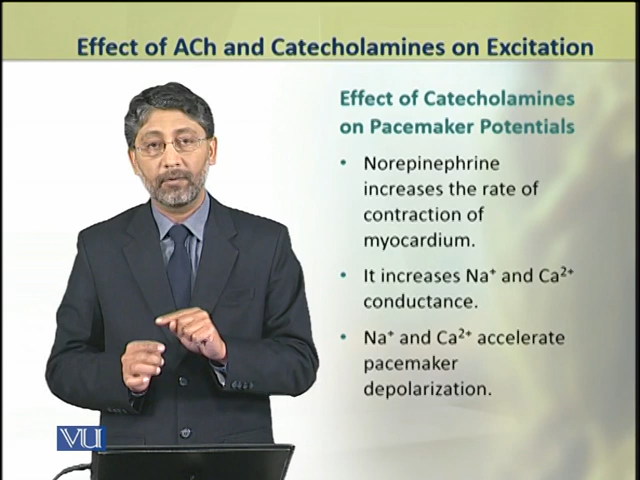 Effect of ACh and Catecholamines on Excitation
Effect of Catecholamines
on Pacemaker Potentials
• Norepinephrine
increases the rate of
contraction of
myocardium.
• It increases Na⁺ and Ca²⁺
conductance.
• Na⁺ and Ca²⁺ accelerate
pacemaker
depolarization.
VU